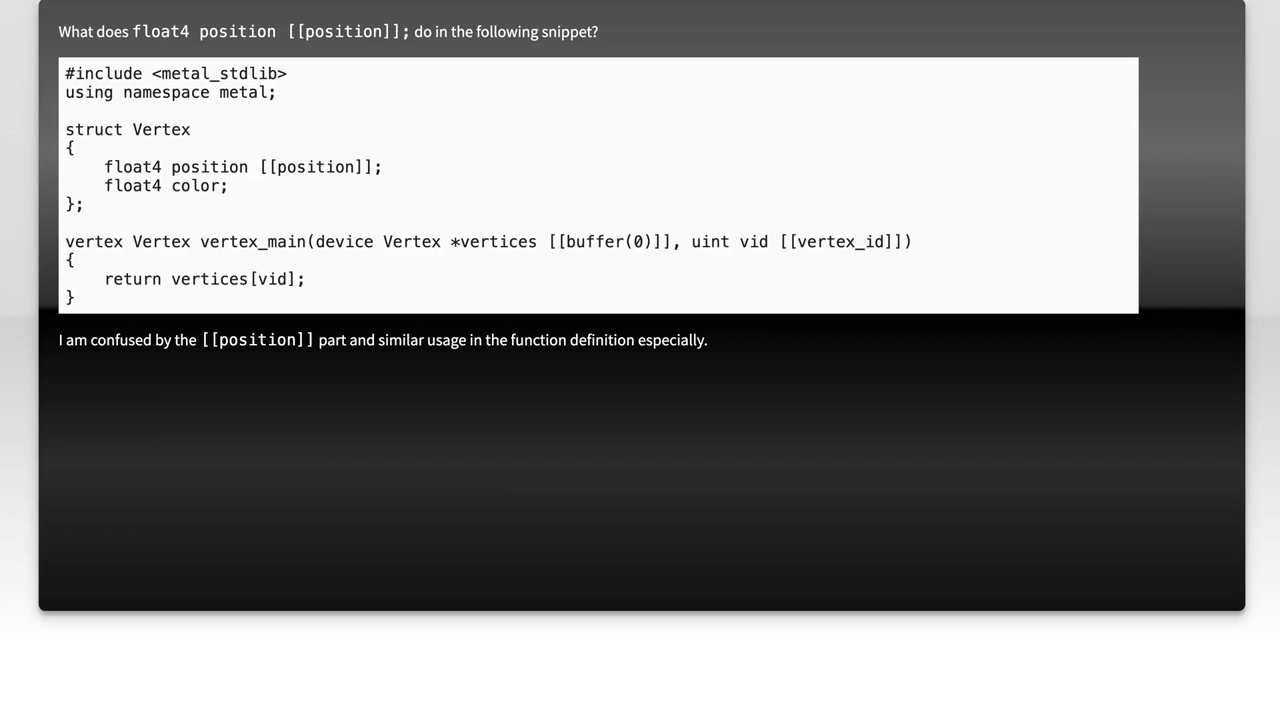 What does float4 position [[position]]; do in the following snippet?
#include <metal_stdlib>
using namespace metal;
struct Vertex
{
float4 position [[position]];
float4 color;
};
vertex Vertex vertex_main(device Vertex *vertices [[buffer(0)]], uint vid [[vertex_id]])
{
return vertices[vid];
}
I am confused by the [[position]] part and similar usage in the function definition especially.